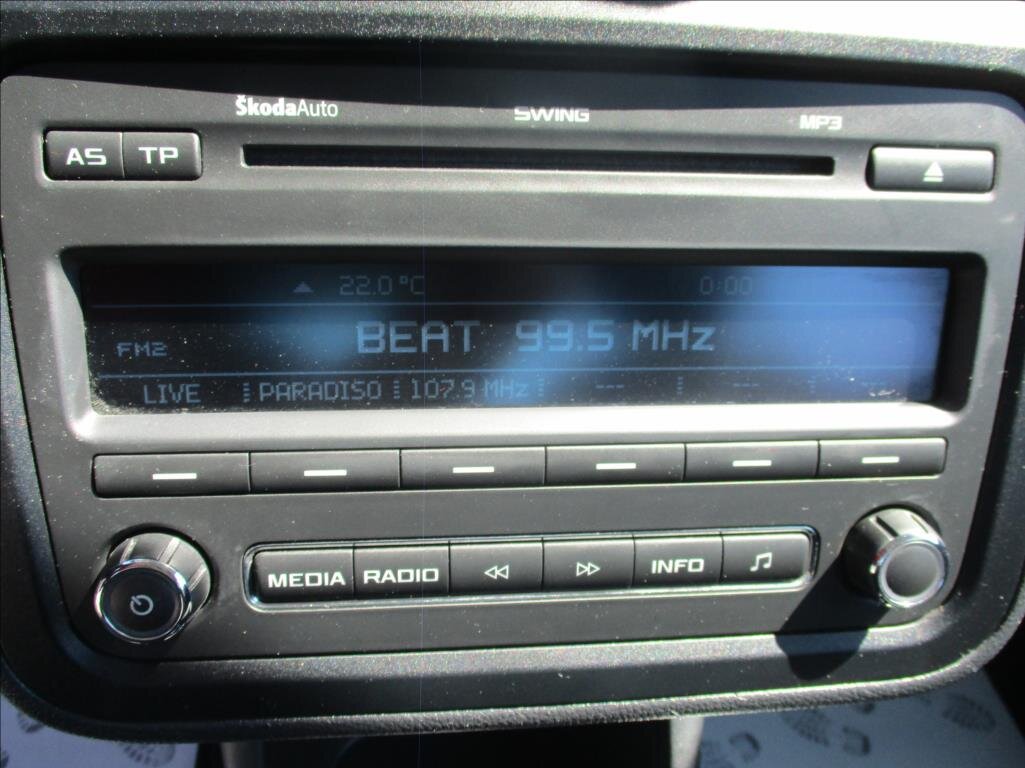 ŠkodaAuto SWING MP3
AS TP
22.0 °C 0:00
FM2 BEAT 99.5 MHz
LIVE PARADISO 107.9 MHz --- --- ---
MEDIA RADIO INFO